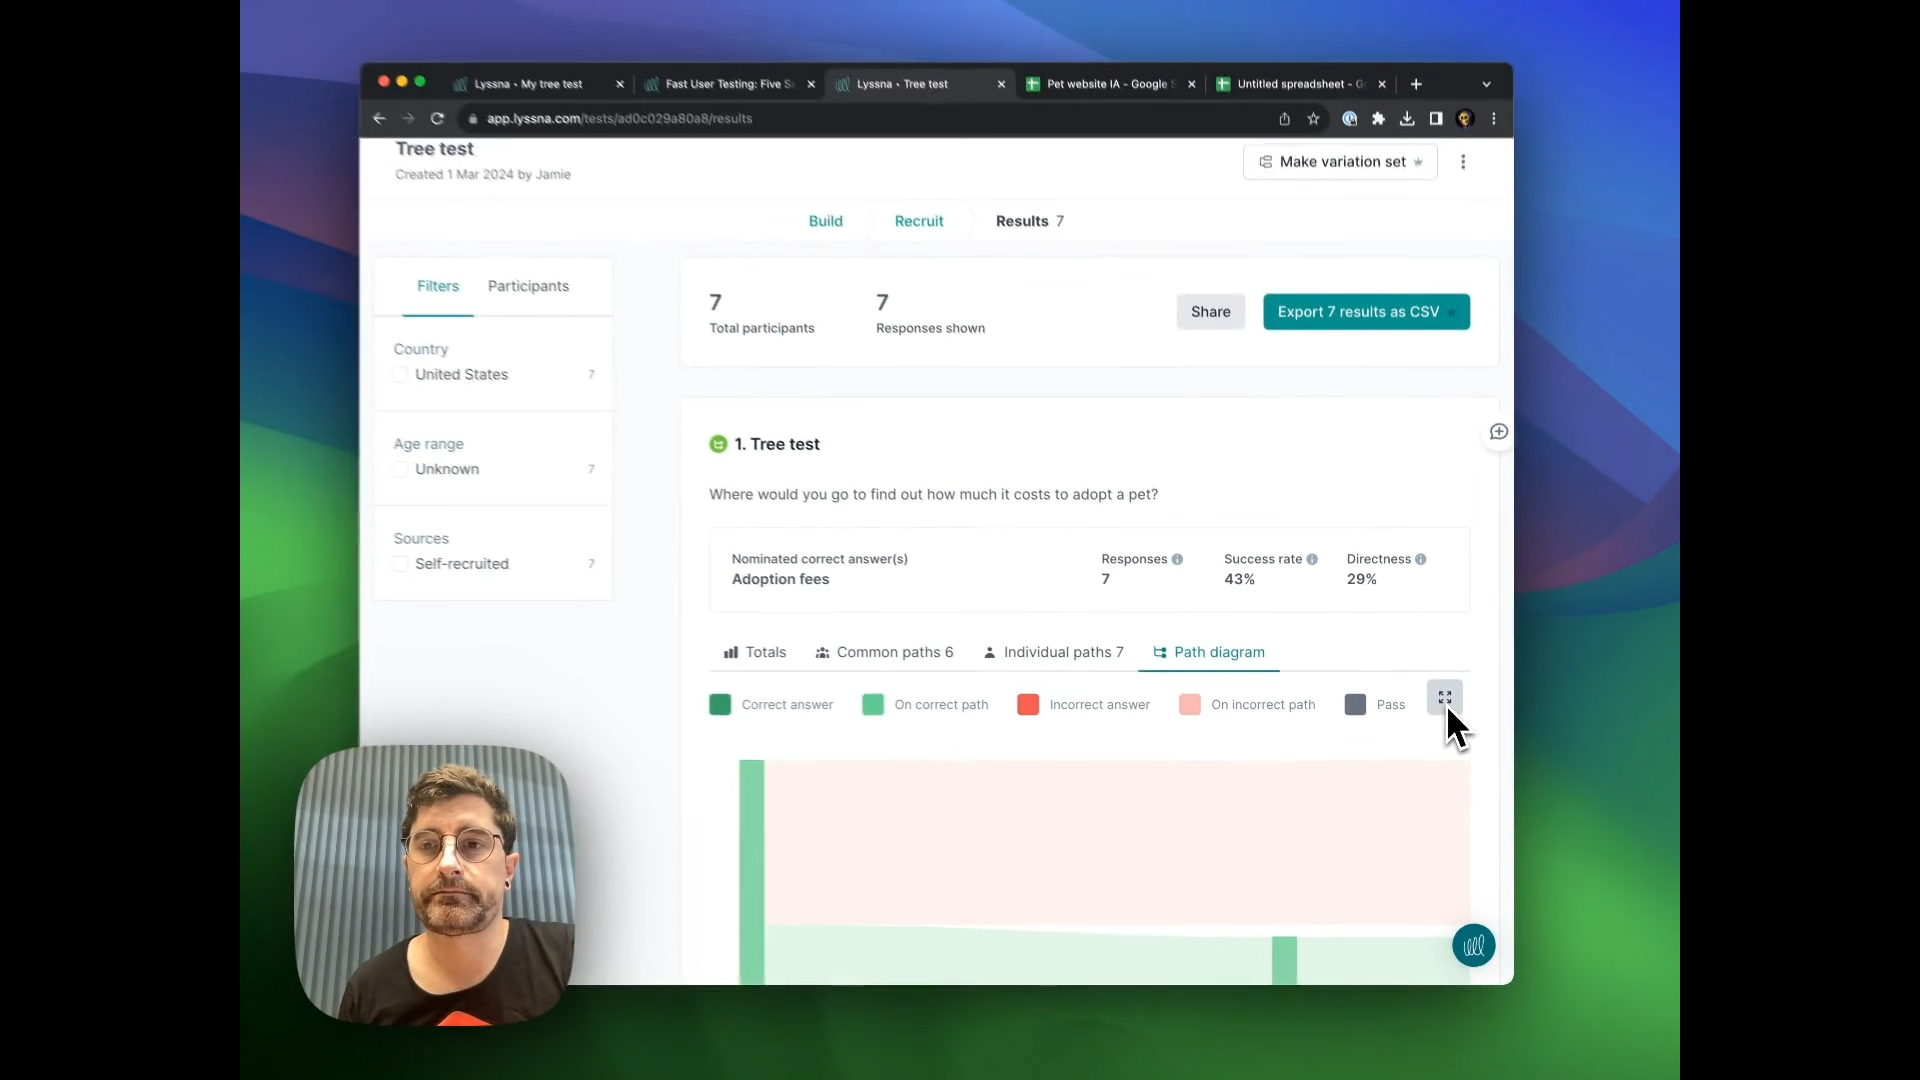 Lyssna • My tree test
Fast User Testing: Five S
Lyssna • Tree test
Pet website IA - Google S
Untitled spreadsheet - G
app.lyssna.com/tests/ad0c029a80a8/results
Tree test
Created 1 Mar 2024 by Jamie
Make variation set
Build
Recruit
Results 7
Filters
Participants
Country
United States 7
Age range
Unknown 7
Sources
Self-recruited 7
7
Total participants
7
Responses shown
Share
Export 7 results as CSV
1. Tree test
Where would you go to find out how much it costs to adopt a pet?
Nominated correct answer(s)
Adoption fees
Responses
7
Success rate
43%
Directness
29%
Totals
Common paths 6
Individual paths 7
Path diagram
Correct answer
On correct path
Incorrect answer
On incorrect path
Pass